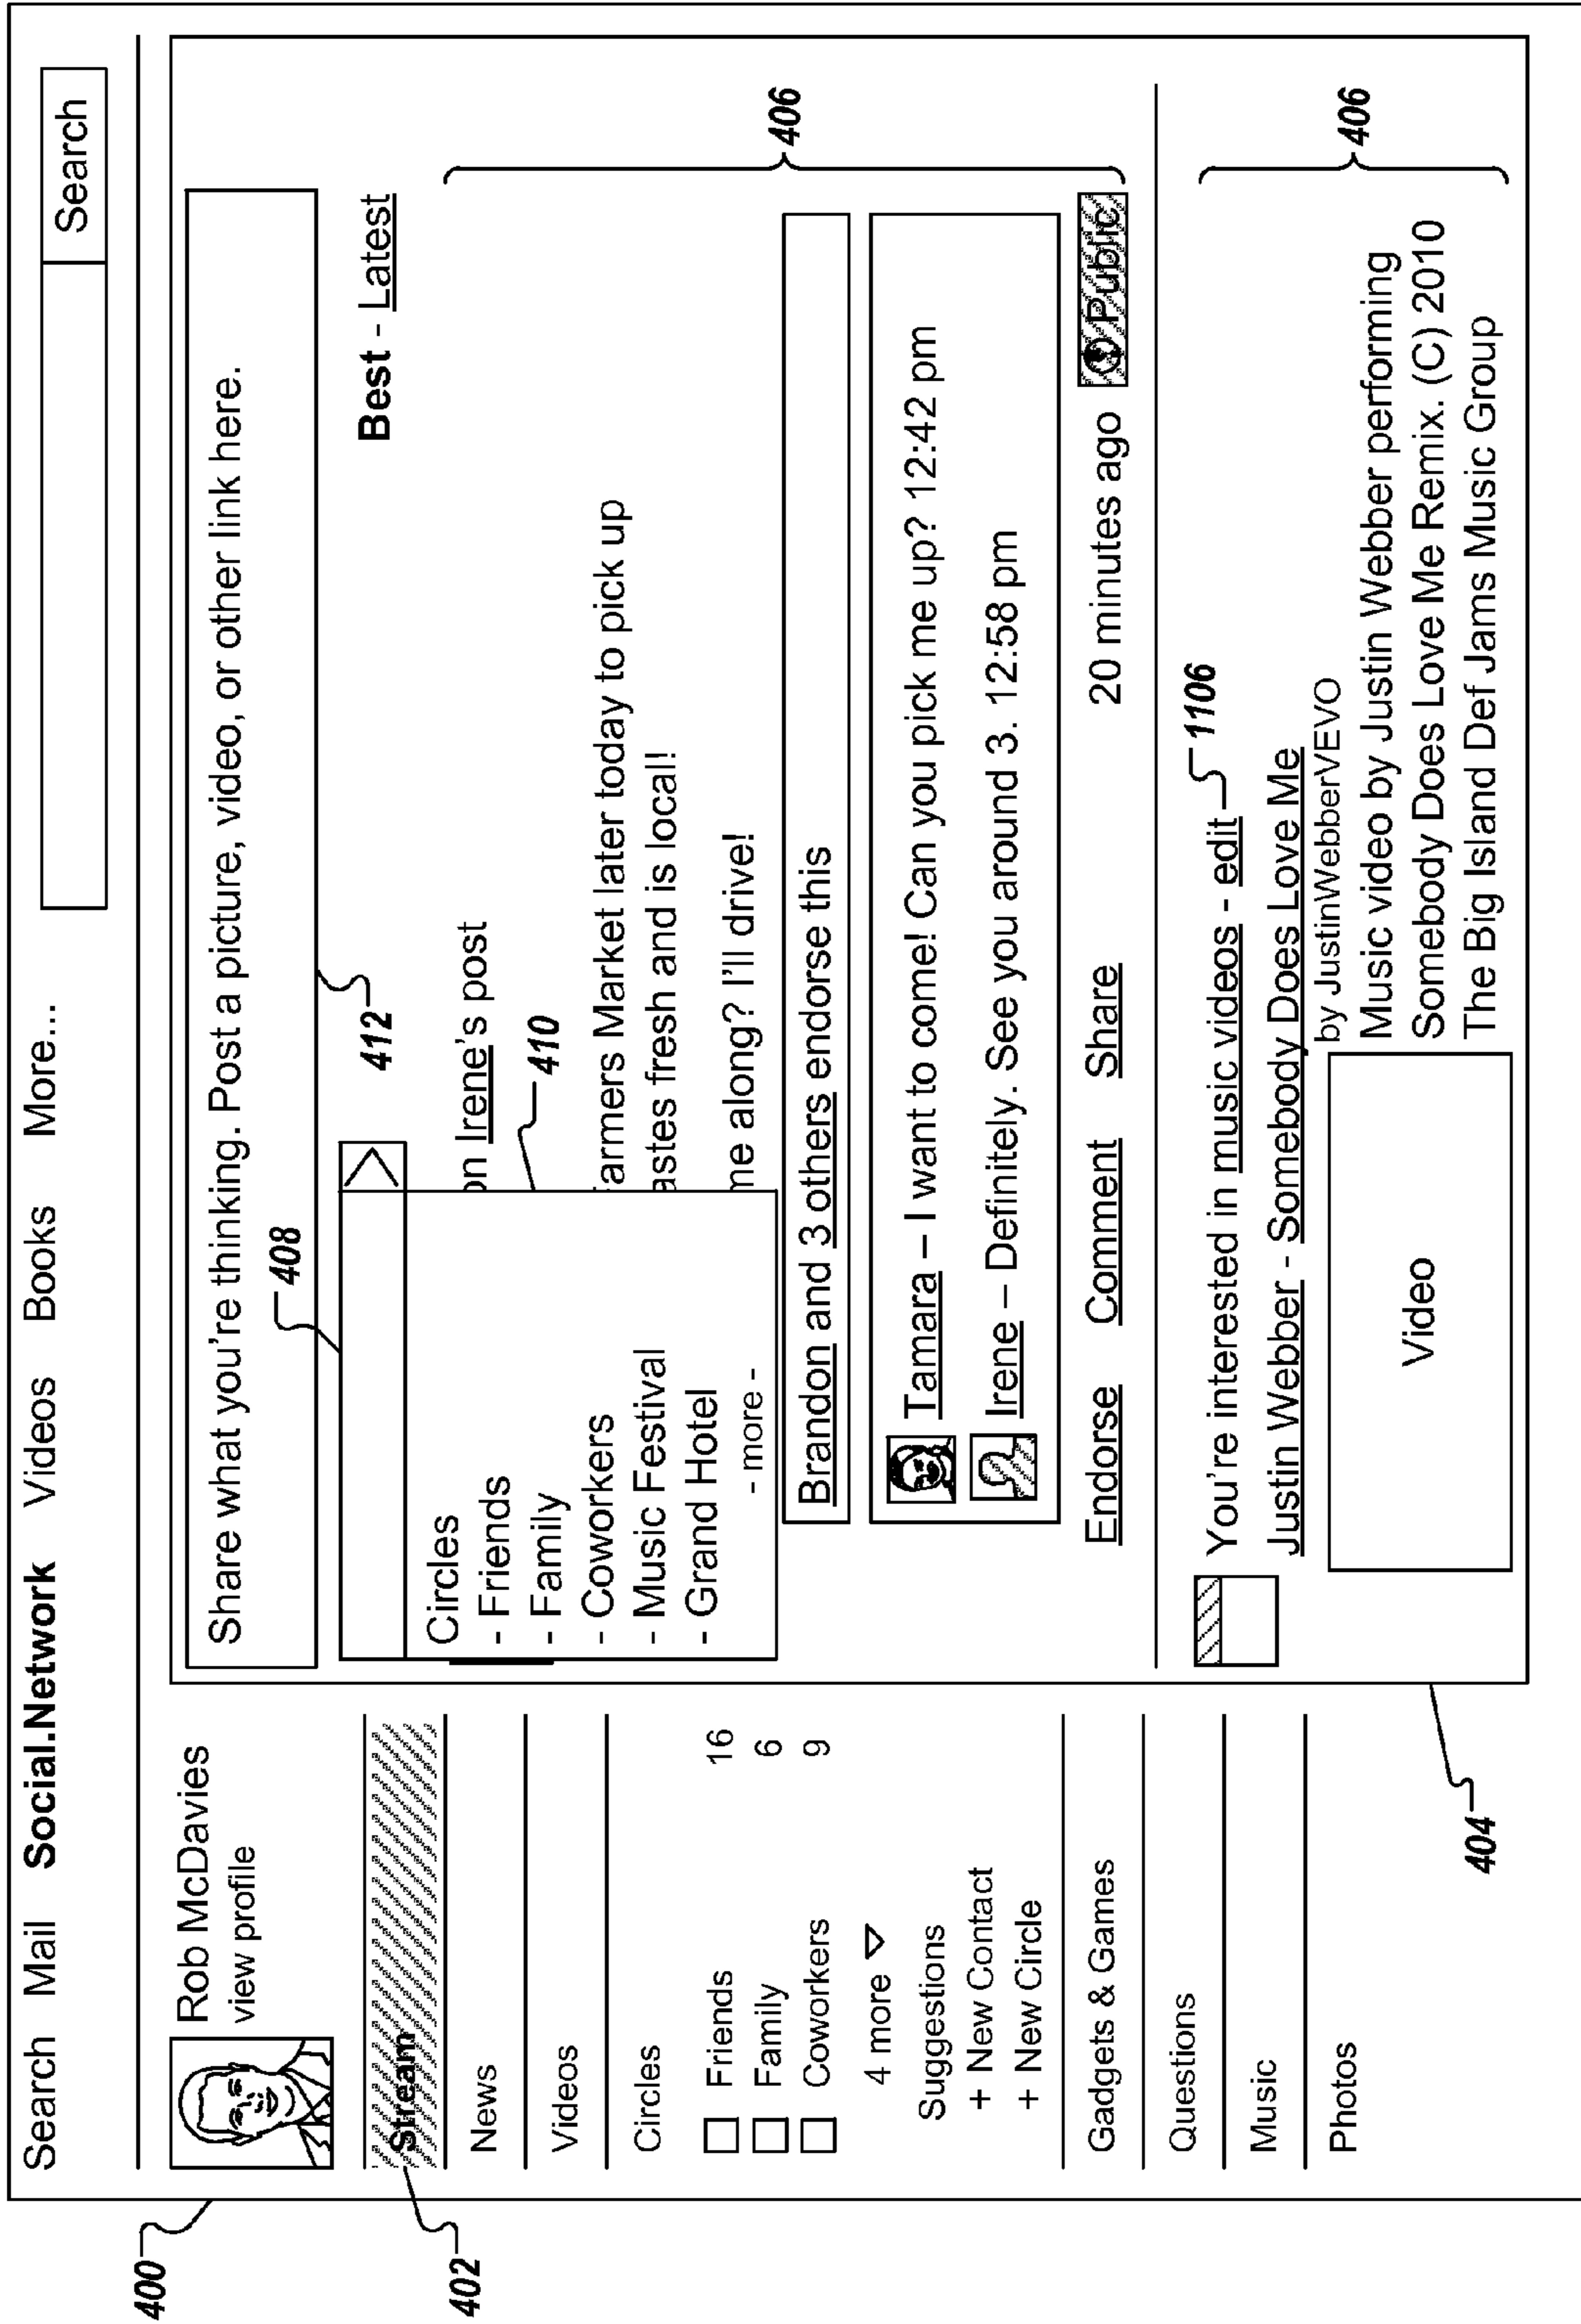 Search Mail Social.Network Videos Books More...
Search
400
Rob McDavies
view profile
402
Stream
News
Videos
Circles
Friends 16
Family 6
Coworkers 9
4 more
Suggestions
+ New Contact
+ New Circle
Gadgets & Games
Questions
Music
Photos
404
Share what you're thinking. Post a picture, video, or other link here.
408
412
Best - Latest
Circles
- Friends
- Family
- Coworkers
- Music Festival
- Grand Hotel
- more -
410
on Irene's post
armers Market later today to pick up
astes fresh and is local!
me along? I'll drive!
406
Brandon and 3 others endorse this
Tamara – I want to come! Can you pick me up? 12:42 pm
Irene – Definitely. See you around 3. 12:58 pm
Endorse Comment Share 20 minutes ago Public
You're interested in music videos - edit
1106
Justin Webber - Somebody Does Love Me
by JustinWebberVEVO
Video
Music video by Justin Webber performing
Somebody Does Love Me Remix. (C) 2010
The Big Island Def Jams Music Group
406